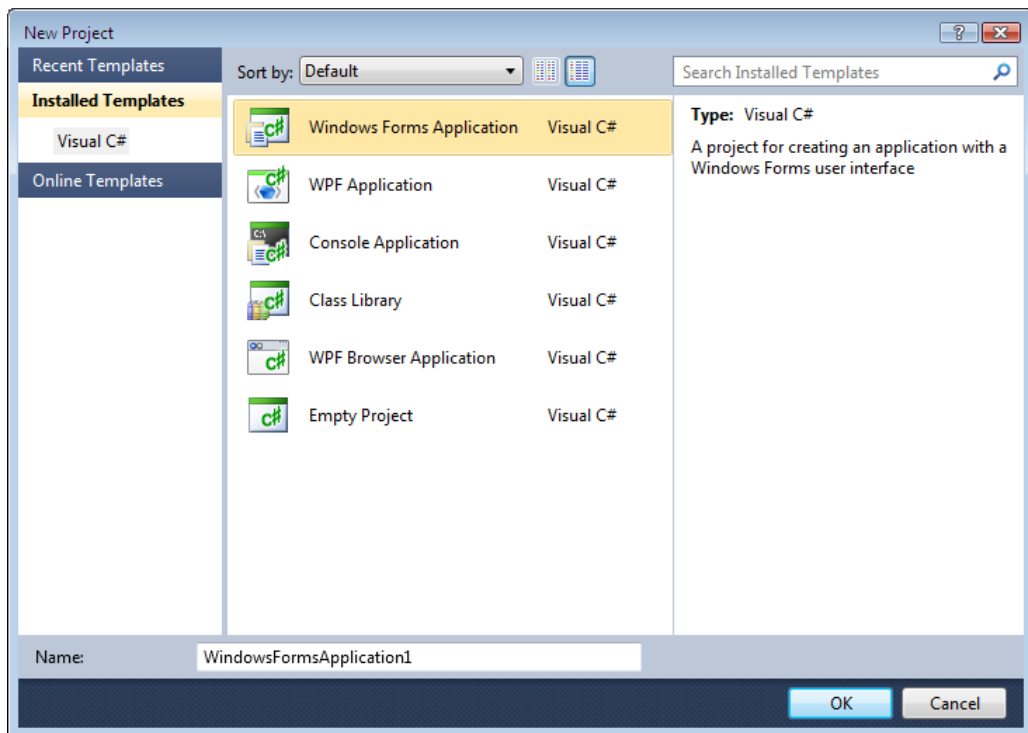 New Project
Recent Templates
Installed Templates
Visual C#
Online Templates
Sort by: Default
Search Installed Templates
Windows Forms Application Visual C#
WPF Application Visual C#
Console Application Visual C#
Class Library Visual C#
WPF Browser Application Visual C#
Empty Project Visual C#
Type: Visual C#
A project for creating an application with a
Windows Forms user interface
Name: WindowsFormsApplication1
OK Cancel